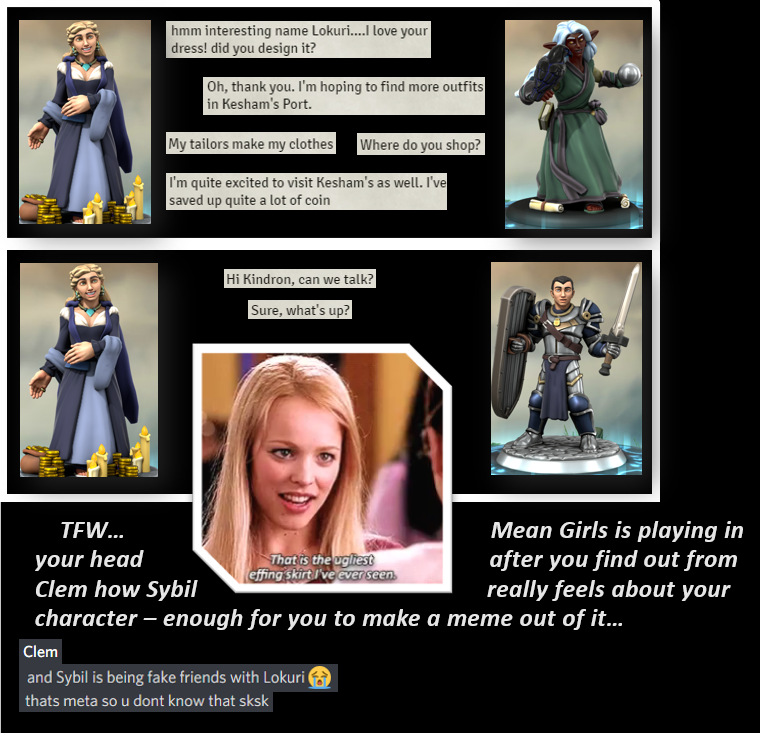 hmm interesting name Lokuri....I love your
dress! did you design it?
Oh, thank you. I'm hoping to find more outfits
in Kesham's Port.
My tailors make my clothes
Where do you shop?
I'm quite excited to visit Kesham's as well. I've
saved up quite a lot of coin
Hi Kindron, can we talk?
Sure, what's up?
That is the ugliest
effing skirt I've ever seen.
TFW... Mean Girls is playing in
your head after you find out from
Clem how Sybil really feels about your
character – enough for you to make a meme out of it...
Clem
and Sybil is being fake friends with Lokuri 😭
thats meta so u dont know that sksk